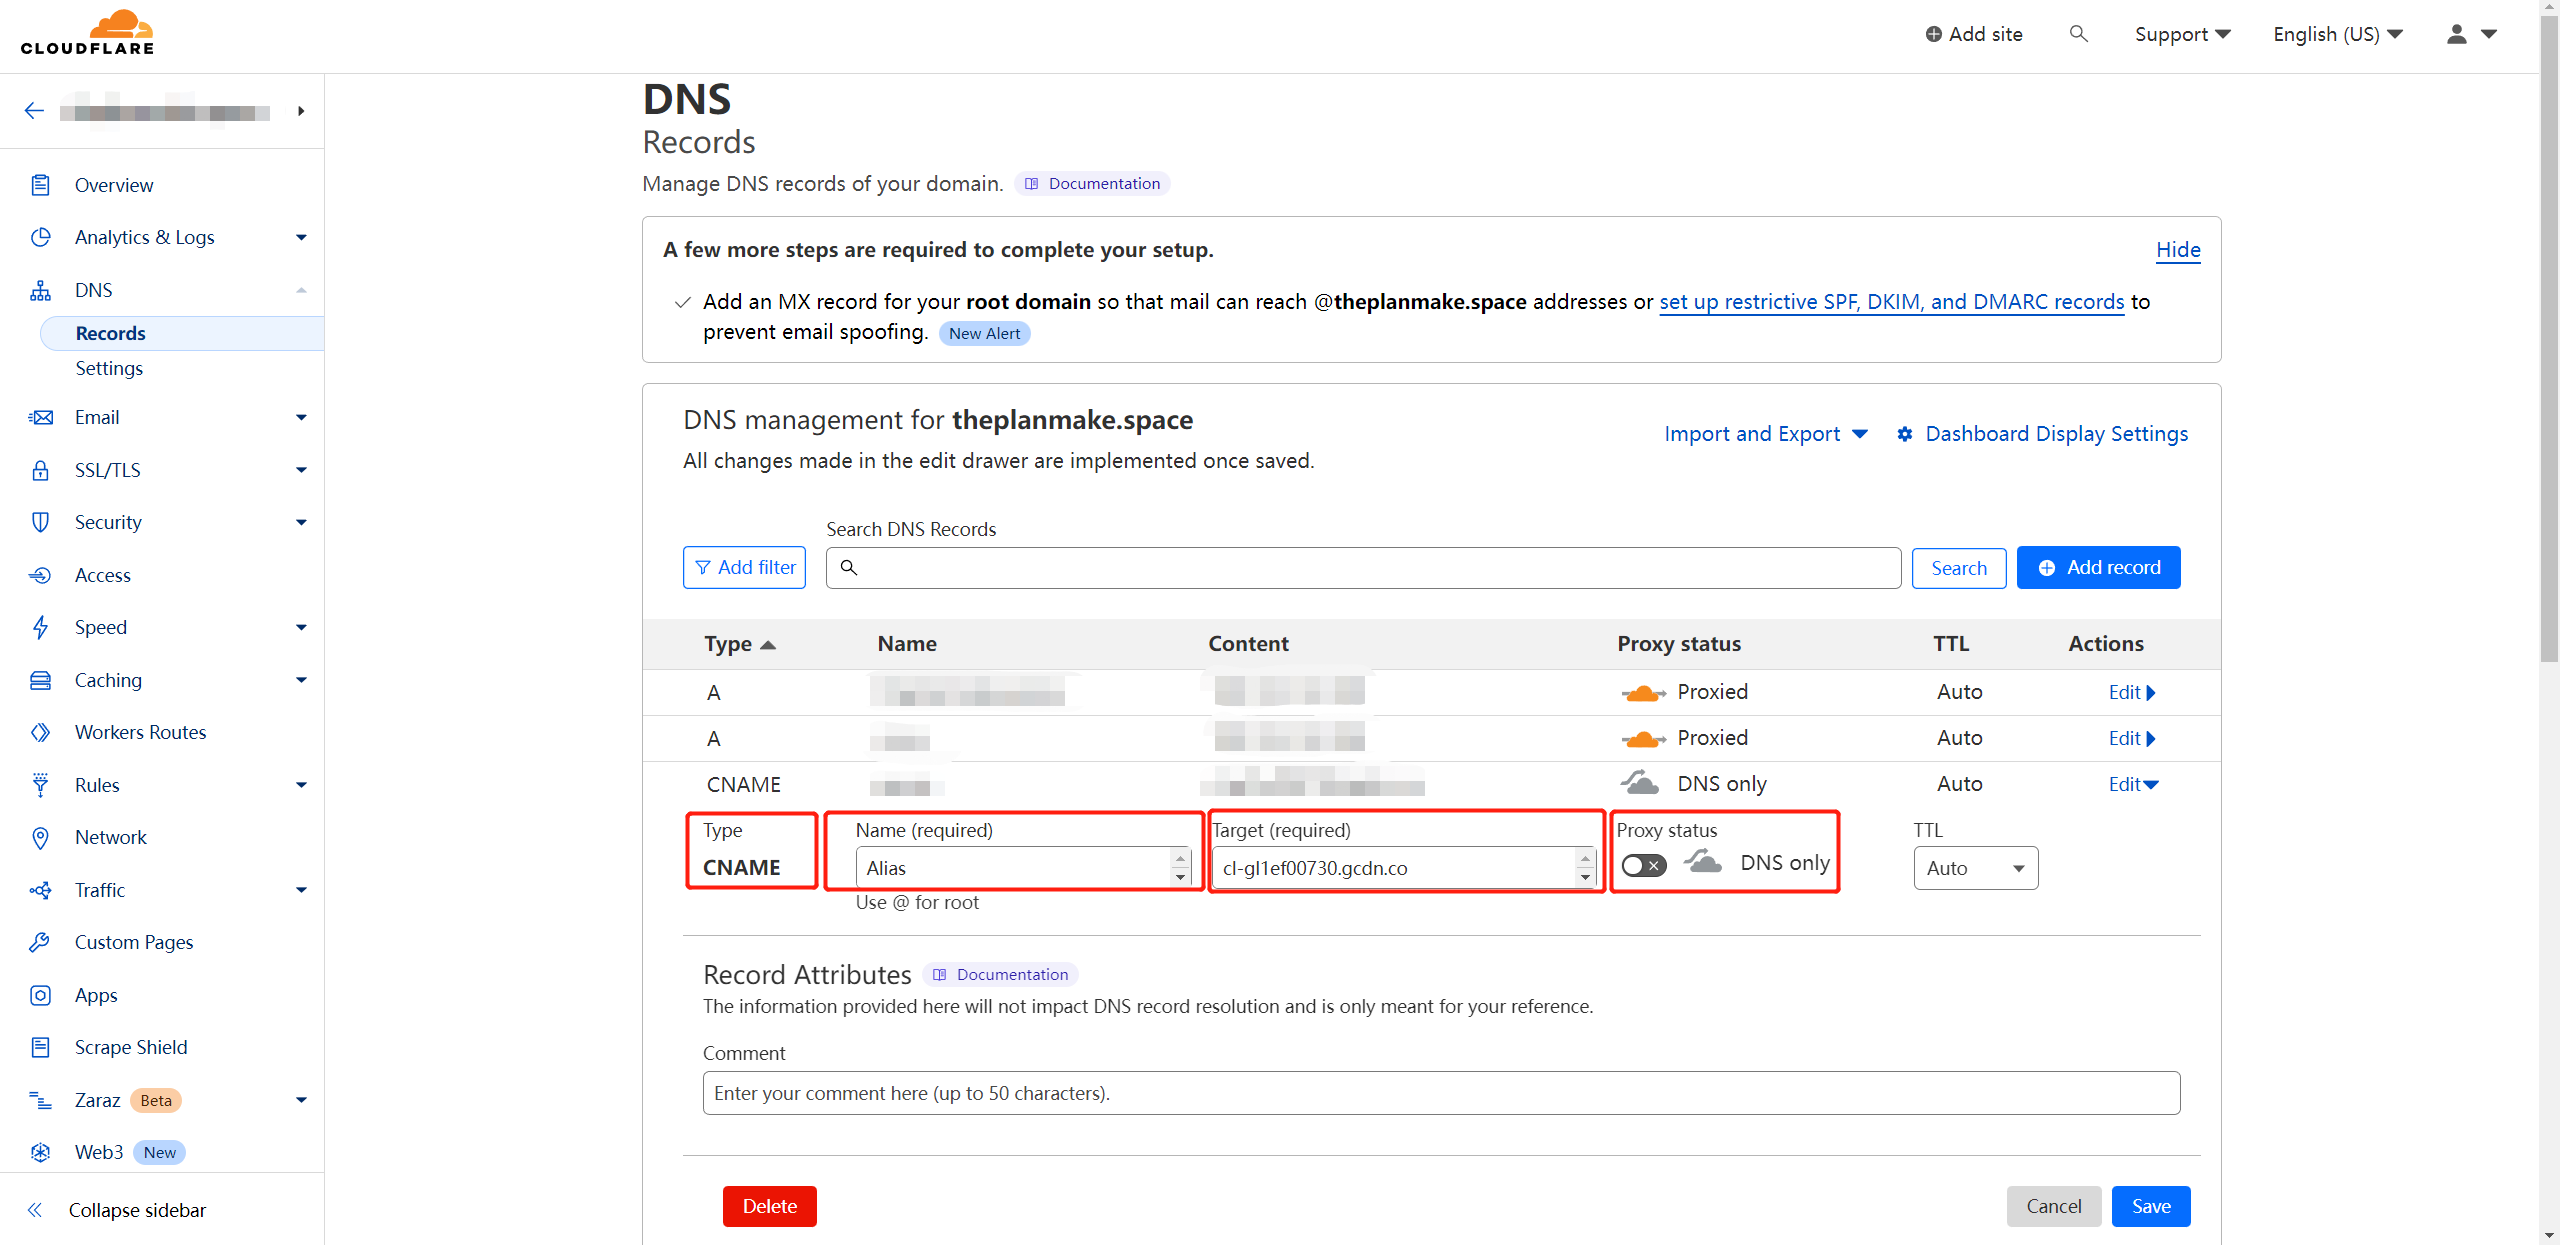 CLOUDFLARE
Add site
Support
English (US)
Overview
Analytics & Logs
DNS
Records
Settings
Email
SSL/TLS
Security
Access
Speed
Caching
Workers Routes
Rules
Network
Traffic
Custom Pages
Apps
Scrape Shield
Zaraz Beta
Web3 New
Collapse sidebar
DNS
Records
Manage DNS records of your domain. Documentation
A few more steps are required to complete your setup. Hide
Add an MX record for your root domain so that mail can reach @theplanmake.space addresses or set up restrictive SPF, DKIM, and DMARC records to
prevent email spoofing. New Alert
DNS management for theplanmake.space
Import and Export Dashboard Display Settings
All changes made in the edit drawer are implemented once saved.
Search DNS Records
Add filter Search Add record
Type Name Content Proxy status TTL Actions
A Proxied Auto Edit
A Proxied Auto Edit
CNAME DNS only Auto Edit
Type Name (required) Target (required) Proxy status TTL
CNAME Alias cl-gl1ef00730.gcdn.co DNS only Auto
Use @ for root
Record Attributes Documentation
The information provided here will not impact DNS record resolution and is only meant for your reference.
Comment
Enter your comment here (up to 50 characters).
Delete Cancel Save